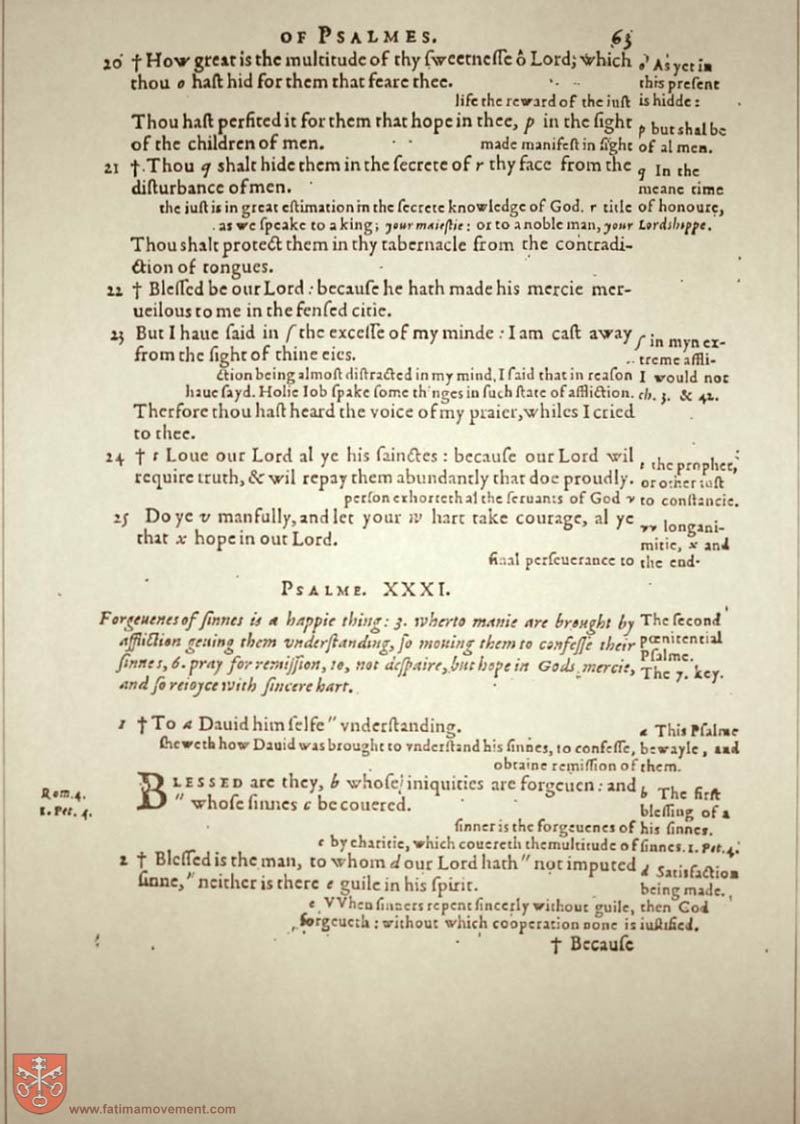 OF PSALMES. 63
20 † How great is the multitude of thy ſweetneſſe ô Lord; which o As yet in
thou o haſt hid for them that feare thee. this preſent
life the reward of the iuſt is hidde:
Thou haſt perfited it for them that hope in thee, p in the ſight p but shal be
of the children of men. made manifeſt in ſight of al men.
21 †. Thou q shalt hide them in the ſecrete of r thy face from the q In the
diſturbance of men. meane time
the iuſt is in great eſtimation in the ſecrete knowledge of God. r title of honoure,
as we ſpeake to a king; your maieſtie: or to a noble man, your Lordshippe.
Thou shalt protect them in thy tabernacle from the contradi-
ction of tongues.
22 † Bleſſed be our Lord: becauſe he hath made his mercie mer-
ueilous to me in the fenſed citie.
23 But I haue ſaid in ſ the exceſſe of my minde: I am caſt away ſ in myn ex-
from the ſight of thine eies. treme affli-
ction being almoſt diſtracted in my mind, I ſaid that in reaſon I would not
haue ſayd. Holie Iob ſpake ſome thinges in ſuch ſtate of affliction. ch. 3. & 42.
Therfore thou haſt heard the voice of my praier, whiles I cried
to thee.
24 † t Loue our Lord al ye his ſainctes: becauſe our Lord wil t the prophet,
require truth, & wil repay them abundantly that doe proudly. or other iuſt
perſon exhorteth al the ſeruants of God v to conſtancie.
25 Do ye v manfully, and let your w hart take courage, al ye w longani-
that x hope in out Lord. mitie, x and
final perſeuerance to the end.
PSALME. XXXI.
Forgeuenes of ſinnes is a happie thing: 3. wherto manie are brought by The ſecond
affliction geuing them vnderſtanding, ſo mouing them to confeſſe their pœnitential
ſinnes, 6. pray for remiſſion, 10, not deſpaire, but hope in Gods mercie, Pſalme.
and ſo reioyce with ſincere hart. The 7. key.
1 † To a Dauid him ſelfe " vnderſtanding. a This Pſalme
sheweth how Dauid was brought to vnderſtand his ſinnes, to confeſſe, bewayle, and
obtaine remiſſion of them.
Rom. 4. BLESSED are they, b whoſe iniquities are forgeuen: and b The firſt
1. Pet. 4. " whoſe ſinnes c be couered. bleſſing of a
ſinner is the forgeuenes of his ſinnes.
c by charitie, which couereth the multitude of ſinnes. 1. Pet. 4.
2 † Bleſſed is the man, to whom d our Lord hath " not imputed d Satisfaction
ſinne, " neither is there e guile in his ſpirit. being made.
e VVhen ſinners repent ſincerly without guile, then God
forgeueth: without which cooperation none is iuſtified.
† Becauſe
www.fatimamovement.com